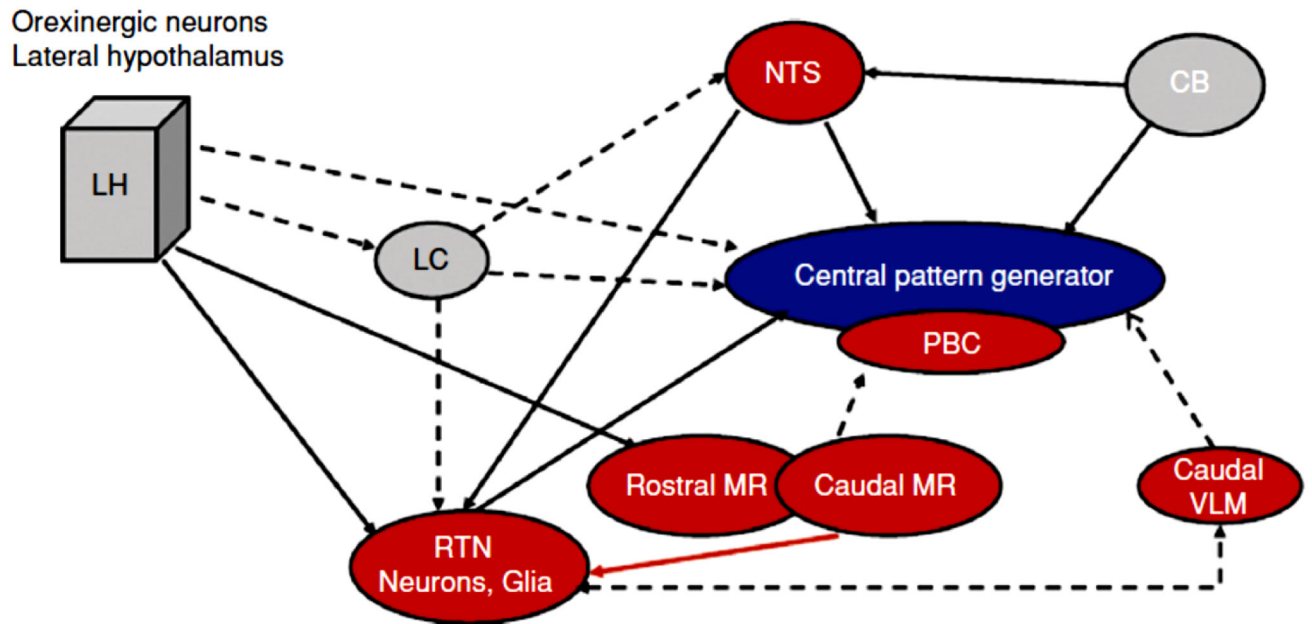 Orexinergic neurons
Lateral hypothalamus
NTS
CB
LH
LC
Central pattern generator
PBC
Rostral MR
Caudal MR
Caudal
VLM
RTN
Neurons, Glia